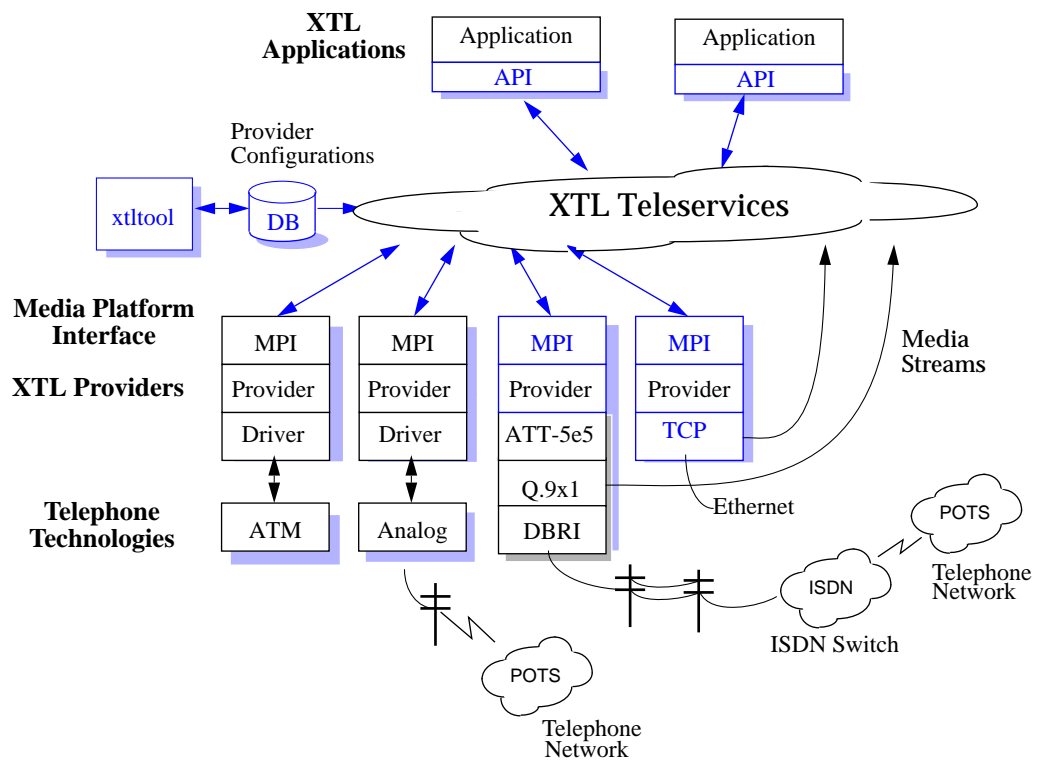 XTL
Applications
Application
API
Application
API
Provider
Configurations
xtltool
DB
XTL Teleservices
Media Platform
Interface
MPI
MPI
MPI
MPI
Media
Streams
XTL Providers
Provider
Provider
Provider
Provider
Driver
Driver
ATT-5e5
TCP
Q.9x1
Ethernet
Telephone
Technologies
ATM
Analog
DBRI
POTS
Telephone
Network
ISDN
ISDN Switch
POTS
Telephone
Network